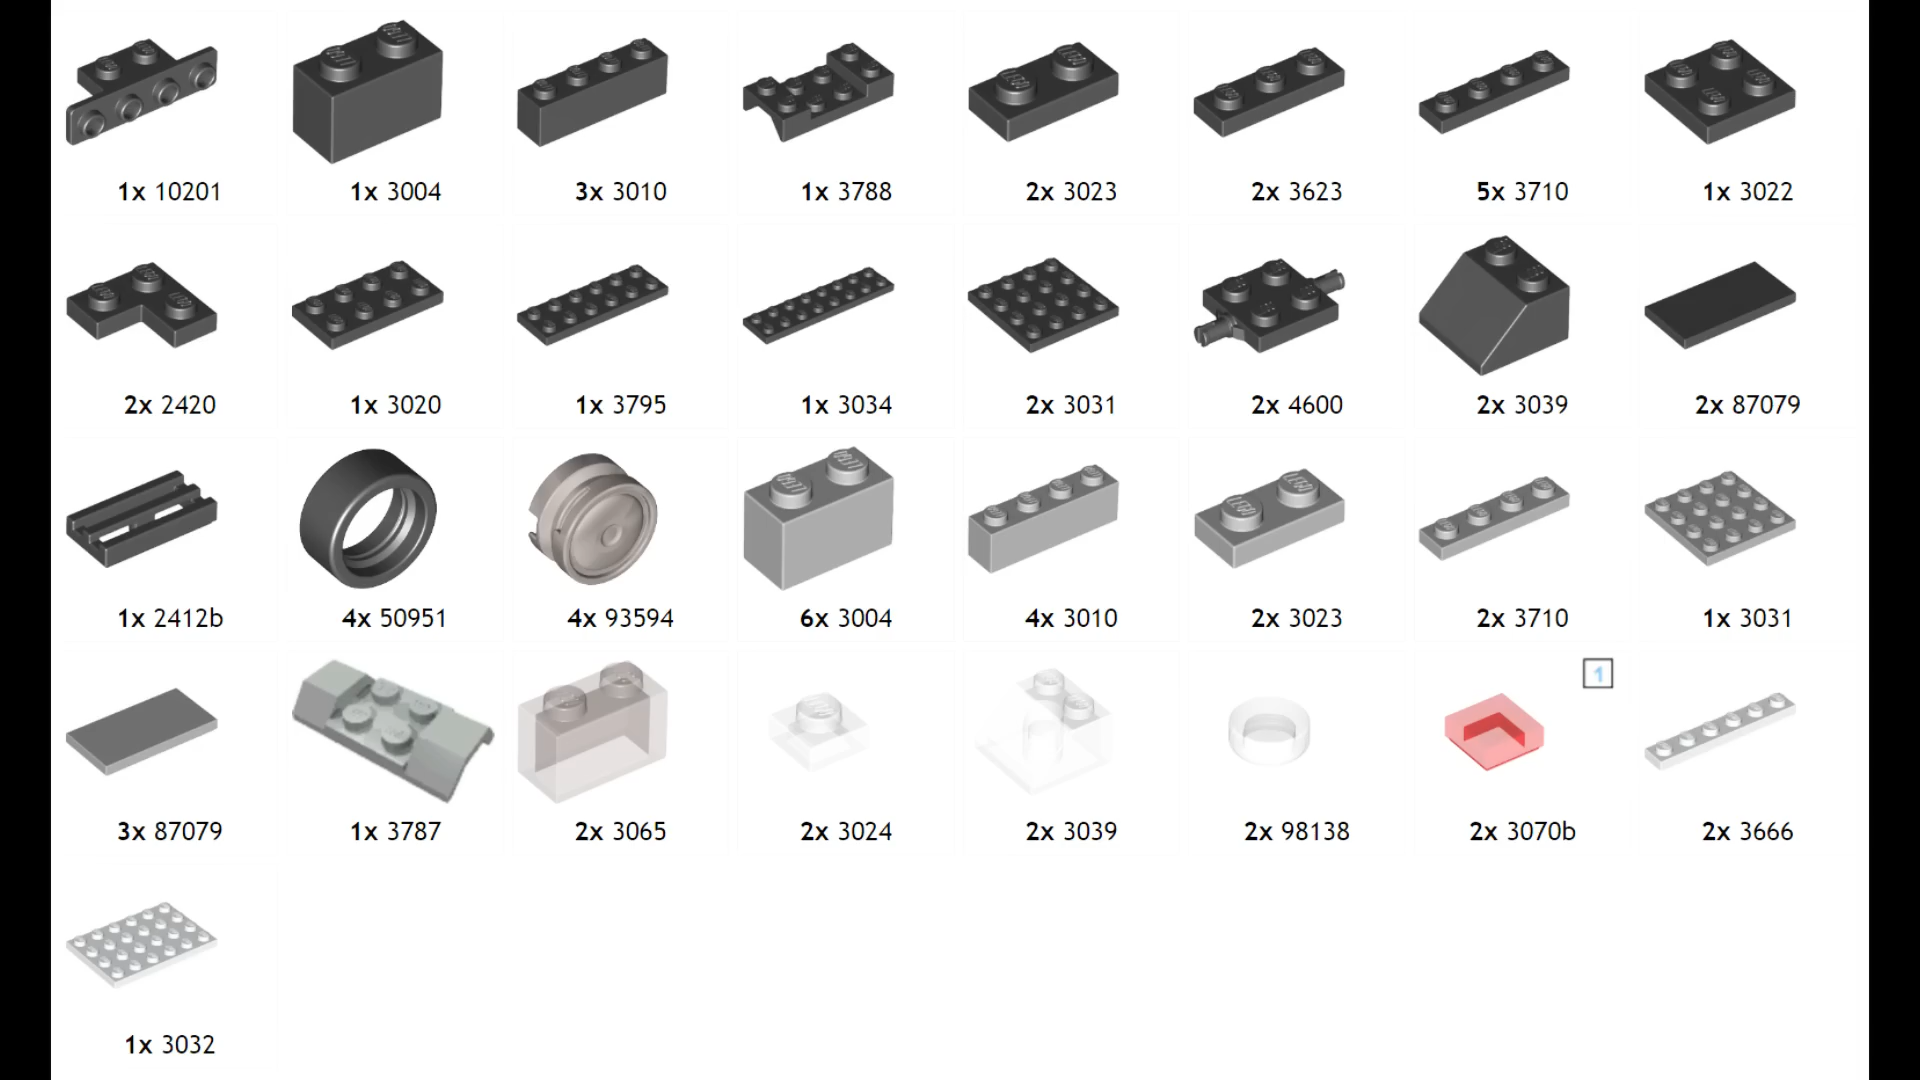 1x 10201 1x 3004 3x 3010 1x 3788 2x 3023 2x 3623 5x 3710 1x 3022
2x 2420 1x 3020 1x 3795 1x 3034 2x 3031 2x 4600 2x 3039 2x 87079
1x 2412b 4x 50951 4x 93594 6x 3004 4x 3010 2x 3023 2x 3710 1x 3031
1
3x 87079 1x 3787 2x 3065 2x 3024 2x 3039 2x 98138 2x 3070b 2x 3666
1x 3032